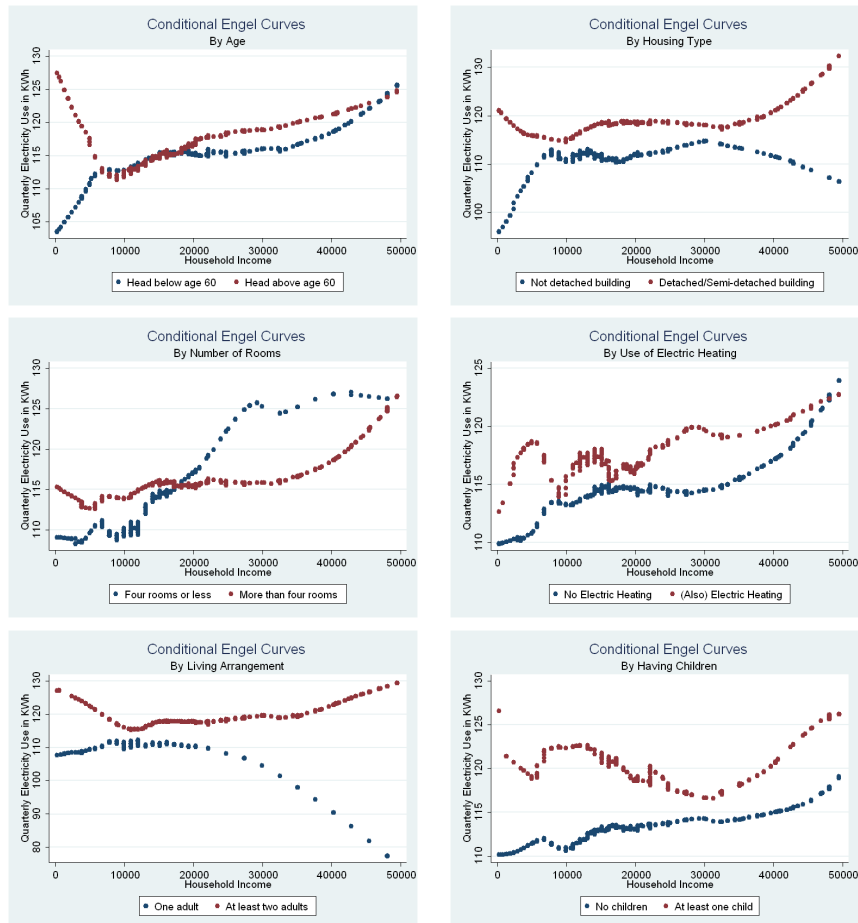 Conditional Engel Curves
By Age
Quarterly Electricity Use in KWh
130
125
120
115
110
105
0 10000 20000 30000 40000 50000
Household Income
Head below age 60 Head above age 60
Conditional Engel Curves
By Housing Type
Quarterly Electricity Use in KWh
130
120
110
100
0 10000 20000 30000 40000 50000
Household Income
Not detached building Detached/Semi-detached building
Conditional Engel Curves
By Number of Rooms
Quarterly Electricity Use in KWh
130
125
120
115
110
0 10000 20000 30000 40000 50000
Household Income
Four rooms or less More than four rooms
Conditional Engel Curves
By Use of Electric Heating
Quarterly Electricity Use in KWh
125
120
115
110
0 10000 20000 30000 40000 50000
Household Income
No Electric Heating (Also) Electric Heating
Conditional Engel Curves
By Living Arrangement
Quarterly Electricity Use in KWh
130
120
110
100
90
80
0 10000 20000 30000 40000 50000
Household Income
One adult At least two adults
Conditional Engel Curves
By Having Children
Quarterly Electricity Use in KWh
130
125
120
115
110
0 10000 20000 30000 40000 50000
Household Income
No children At least one child